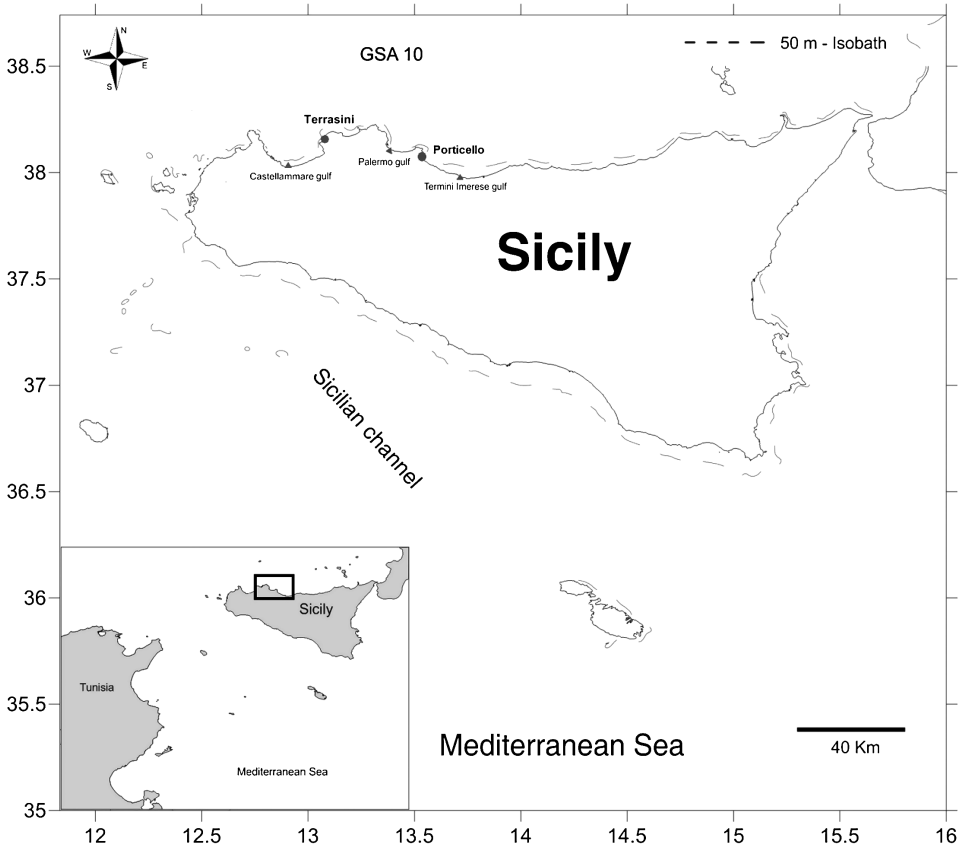 N
W
E
S
GSA 10
50 m - Isobath
38.5
Terrasini
Porticello
Palermo gulf
38
Castellammare gulf
Termini Imerese gulf
Sicily
37.5
37
Sicilian channel
36.5
36
Sicily
35.5
Tunisia
Mediterranean Sea
40 Km
Mediterranean Sea
35
12
12.5
13
13.5
14
14.5
15
15.5
16